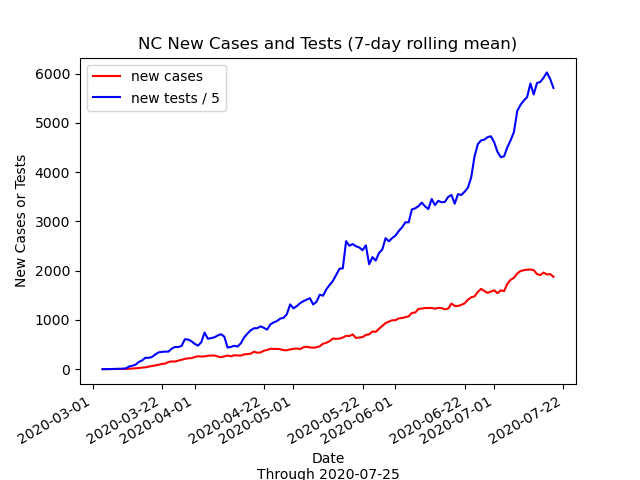 NC New Cases and Tests (7-day rolling mean)
new cases
new tests / 5
New Cases or Tests
6000
5000
4000
3000
2000
1000
0
2020-03-01
2020-03-22
2020-04-01
2020-04-22
2020-05-01
2020-05-22
2020-06-01
2020-06-22
2020-07-01
2020-07-22
Date
Through 2020-07-25